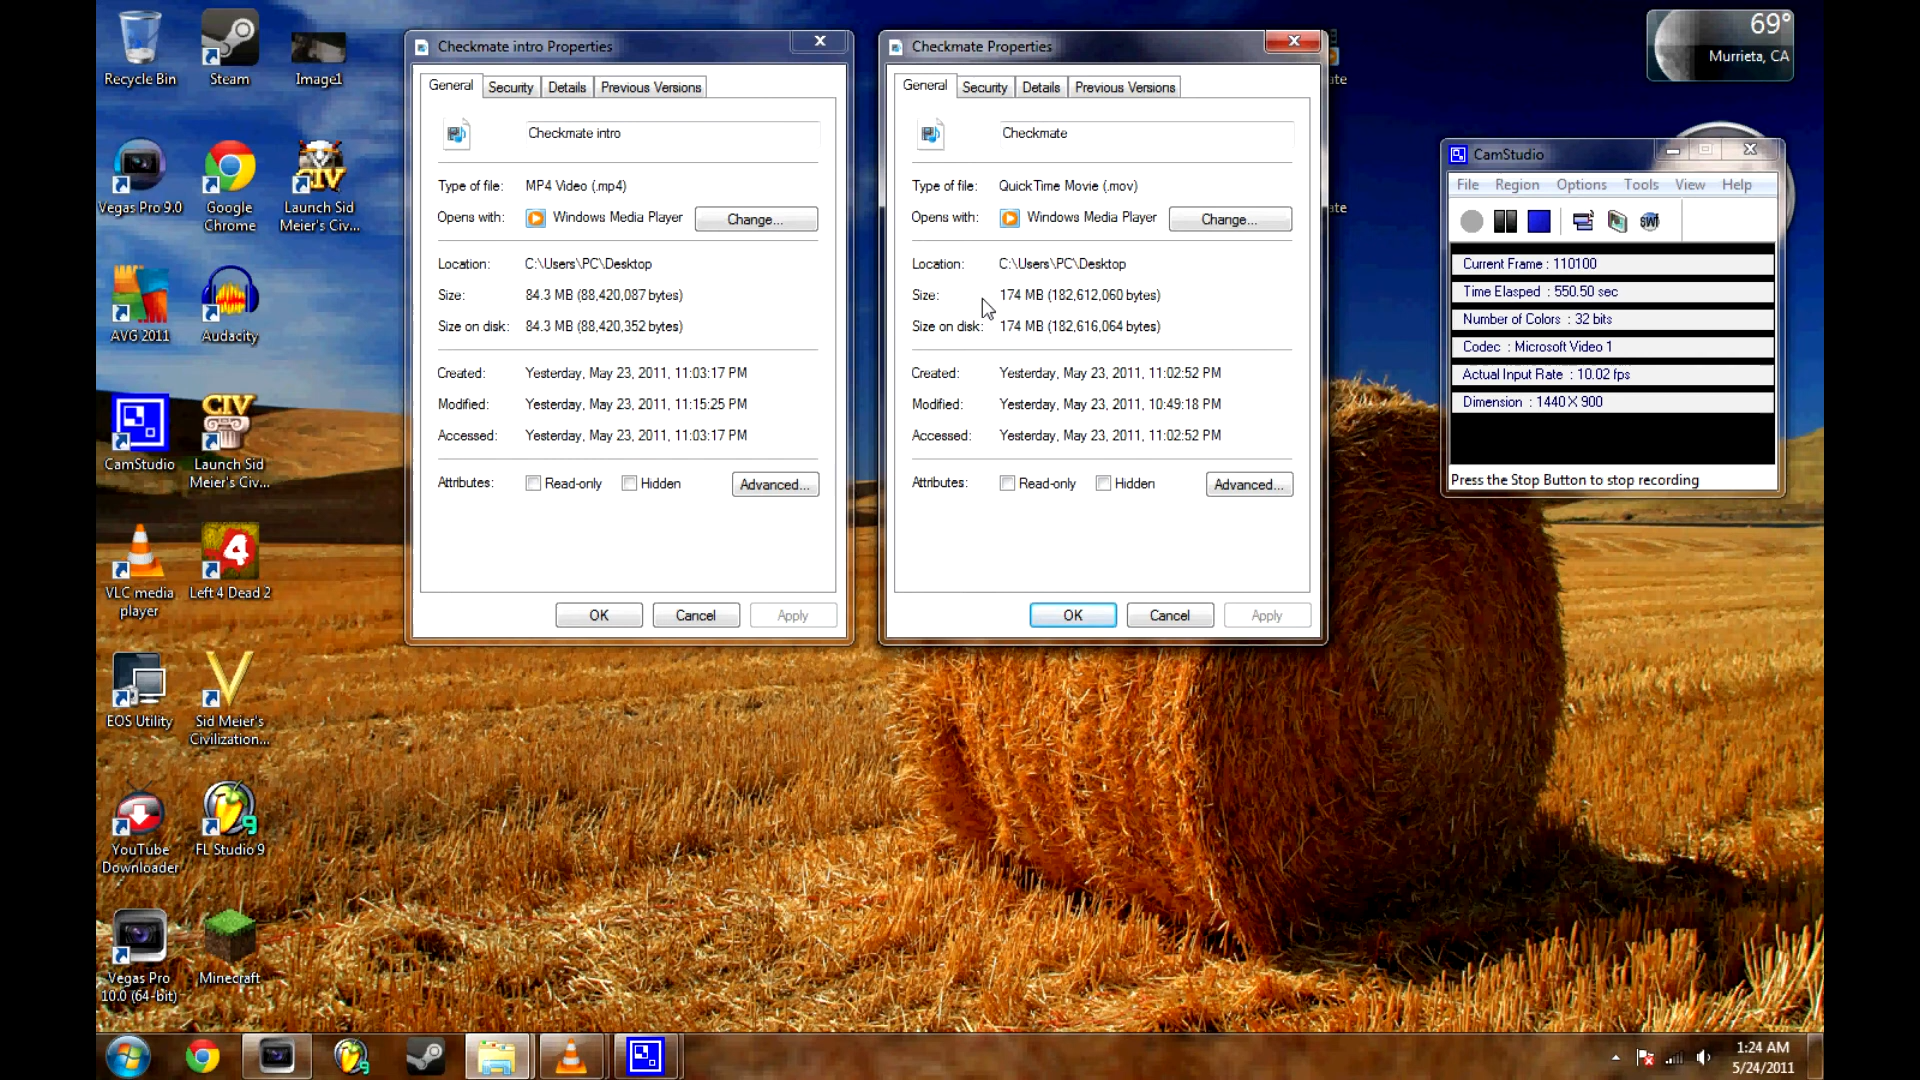 Recycle Bin
Steam
Image1
Vegas Pro 9.0
Google
Chrome
Launch Sid
Meier's Civ...
AVG 2011
Audacity
CamStudio
Launch Sid
Meier's Civ...
VLC media
player
Left 4 Dead 2
EOS Utility
Sid Meier's
Civilization...
YouTube
Downloader
FL Studio 9
Vegas Pro
10.0 (64-bit)
Minecraft
Checkmate intro Properties
General Security Details Previous Versions
Checkmate intro
Type of file: MP4 Video (.mp4)
Opens with: Windows Media Player Change...
Location: C:\Users\PC\Desktop
Size: 84.3 MB (88,420,087 bytes)
Size on disk: 84.3 MB (88,420,352 bytes)
Created: Yesterday, May 23, 2011, 11:03:17 PM
Modified: Yesterday, May 23, 2011, 11:15:25 PM
Accessed: Yesterday, May 23, 2011, 11:03:17 PM
Attributes: Read-only Hidden Advanced...
OK Cancel Apply
Checkmate Properties
General Security Details Previous Versions
Checkmate
Type of file: QuickTime Movie (.mov)
Opens with: Windows Media Player Change...
Location: C:\Users\PC\Desktop
Size: 174 MB (182,612,060 bytes)
Size on disk: 174 MB (182,616,064 bytes)
Created: Yesterday, May 23, 2011, 11:02:52 PM
Modified: Yesterday, May 23, 2011, 10:49:18 PM
Accessed: Yesterday, May 23, 2011, 11:02:52 PM
Attributes: Read-only Hidden Advanced...
OK Cancel Apply
69°
Murrieta, CA
CamStudio
File Region Options Tools View Help
SWF
Current Frame : 110100
Time Elasped : 550.50 sec
Number of Colors : 32 bits
Codec : Microsoft Video 1
Actual Input Rate : 10.02 fps
Dimension : 1440 X 900
Press the Stop Button to stop recording
1:24 AM
5/24/2011